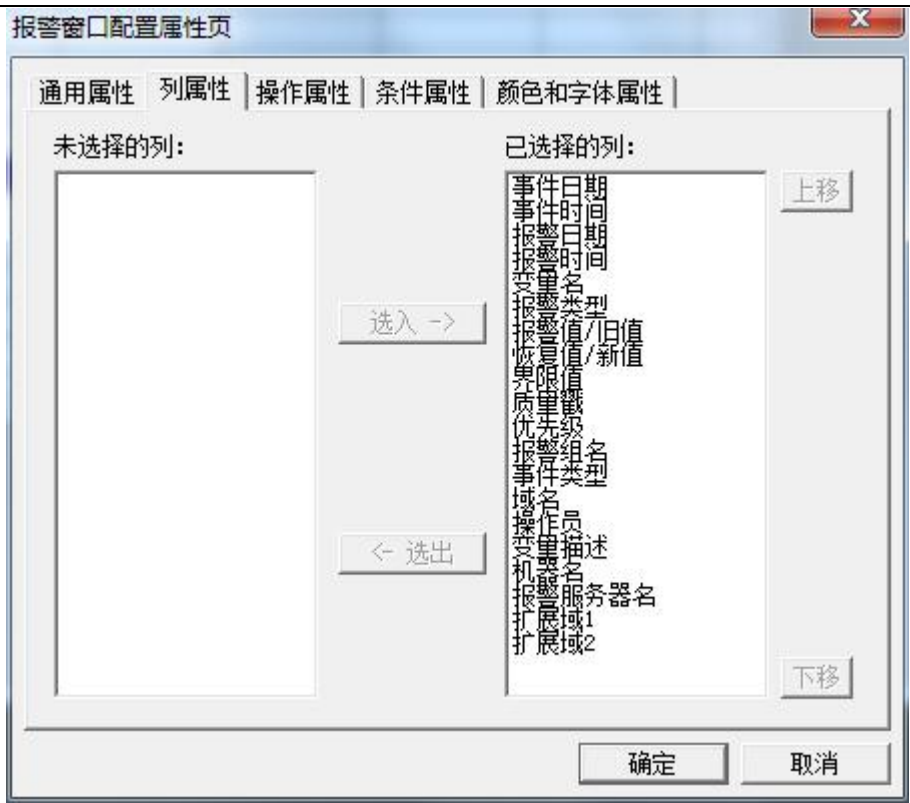 报警窗口配置属性页
通用属性 列属性 操作属性 条件属性 颜色和字体属性
未选择的列:
已选择的列:
事件日期
事件时间
报警日期
报警时间
变量名
报警类型
报警值/旧值
恢复值/新值
界限值
质量戳
优先级
报警组名
事件类型
域名
操作员
变量描述
机器名
报警服务器名
扩展域1
扩展域2
上移
选入 ->
<- 选出
下移
确定
取消